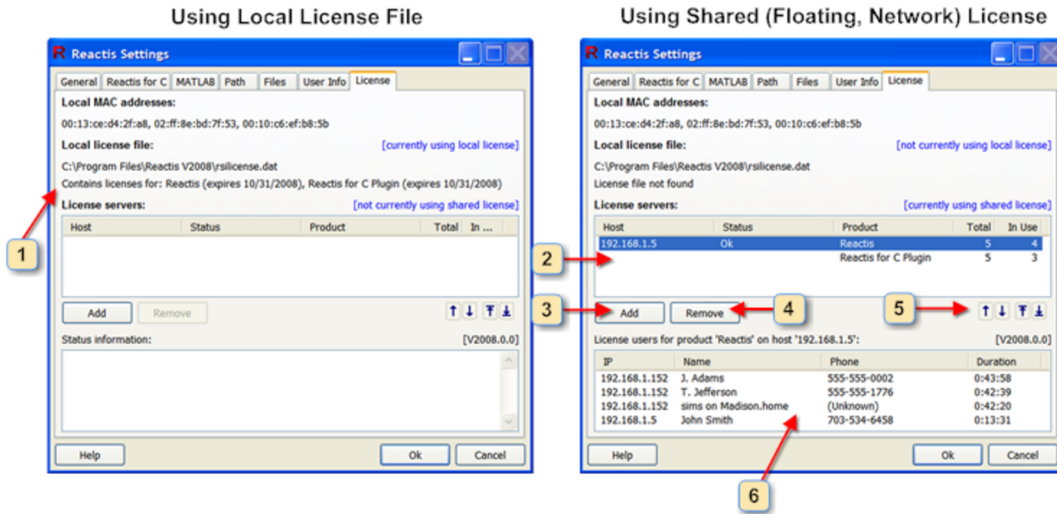 Using Local License File
Reactis Settings
General Reactis for C MATLAB Path Files User Info License
Local MAC addresses:
00:13:ce:d4:2f:a8, 02:ff:8e:bd:7f:53, 00:10:c6:ef:b8:5b
Local license file: [currently using local license]
C:\Program Files\Reactis V2008\rsilicense.dat
Contains licenses for: Reactis (expires 10/31/2008), Reactis for C Plugin (expires 10/31/2008)
License servers: [not currently using shared license]
Host Status Product Total In ...
Add Remove
Status information: [V2008.0.0]
Help Ok Cancel
1
Using Shared (Floating, Network) License
Reactis Settings
General Reactis for C MATLAB Path Files User Info License
Local MAC addresses:
00:13:ce:d4:2f:a8, 02:ff:8e:bd:7f:53, 00:10:c6:ef:b8:5b
Local license file: [not currently using local license]
C:\Program Files\Reactis V2008\rsilicense.dat
License file not found
License servers: [currently using shared license]
Host Status Product Total In Use
192.168.1.5 Ok Reactis 5 4
Reactis for C Plugin 5 3
2
3 Add Remove 4 5
License users for product 'Reactis' on host '192.168.1.5': [V2008.0.0]
IP Name Phone Duration
192.168.1.152 J. Adams 555-555-0002 0:43:58
192.168.1.152 T. Jefferson 555-555-1776 0:42:39
192.168.1.152 sims on Madison.home (Unknown) 0:42:20
192.168.1.5 John Smith 703-534-6458 0:13:31
Help Ok Cancel
6